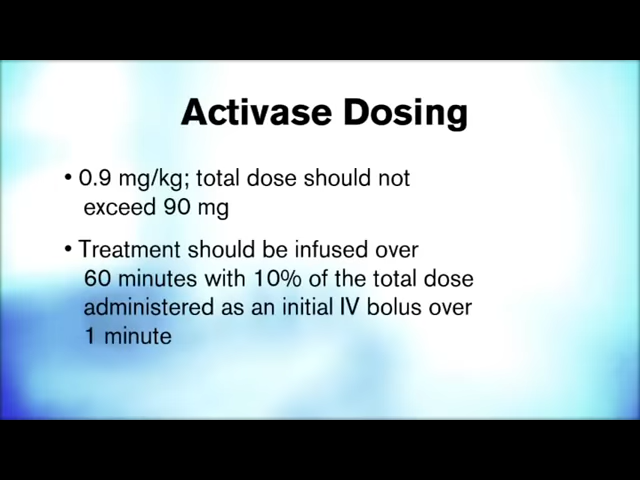 Activase Dosing
• 0.9 mg/kg; total dose should not
exceed 90 mg
• Treatment should be infused over
60 minutes with 10% of the total dose
administered as an initial IV bolus over
1 minute